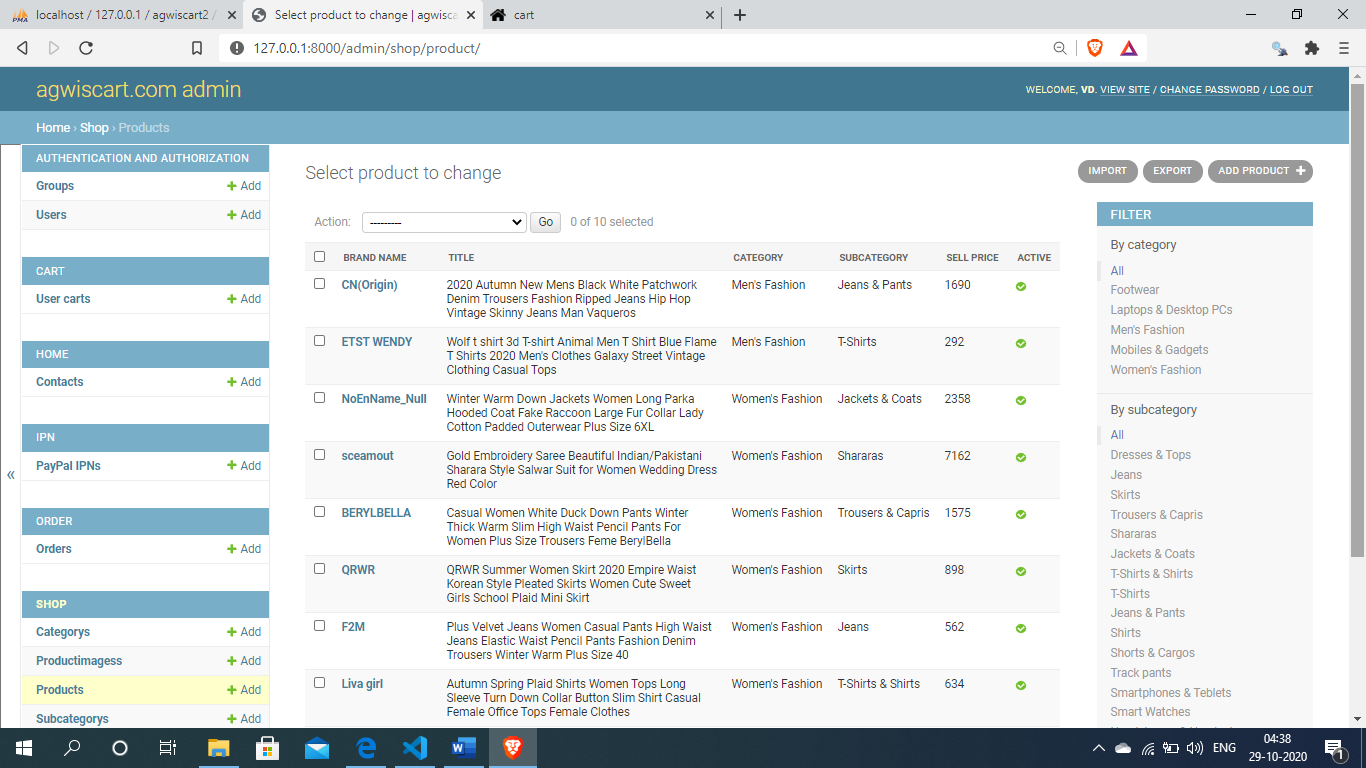 localhost / 127.0.0.1 / agwiscart2 /
Select product to change | agwisca
cart
127.0.0.1:8000/admin/shop/product/
agwiscart.com admin
WELCOME, VD. VIEW SITE / CHANGE PASSWORD / LOG OUT
Home › Shop › Products
AUTHENTICATION AND AUTHORIZATION
Groups + Add
Users + Add
CART
User carts + Add
HOME
Contacts + Add
IPN
PayPal IPNs + Add
«
ORDER
Orders + Add
SHOP
Categorys + Add
Productimagess + Add
Products + Add
Subcategorys + Add
Select product to change
IMPORT
EXPORT
ADD PRODUCT +
Action: --------- Go 0 of 10 selected
BRAND NAME TITLE CATEGORY SUBCATEGORY SELL PRICE ACTIVE
CN(Origin) 2020 Autumn New Mens Black White Patchwork Men's Fashion Jeans & Pants 1690
Denim Trousers Fashion Ripped Jeans Hip Hop
Vintage Skinny Jeans Man Vaqueros
ETST WENDY Wolf t shirt 3d T-shirt Animal Men T Shirt Blue Flame Men's Fashion T-Shirts 292
T Shirts 2020 Men's Clothes Galaxy Street Vintage
Clothing Casual Tops
NoEnName_Null Winter Warm Down Jackets Women Long Parka Women's Fashion Jackets & Coats 2358
Hooded Coat Fake Raccoon Large Fur Collar Lady
Cotton Padded Outerwear Plus Size 6XL
sceamout Gold Embroidery Saree Beautiful Indian/Pakistani Women's Fashion Shararas 7162
Sharara Style Salwar Suit for Women Wedding Dress
Red Color
BERYLBELLA Casual Women White Duck Down Pants Winter Women's Fashion Trousers & Capris 1575
Thick Warm Slim High Waist Pencil Pants For
Women Plus Size Trousers Feme BerylBella
QRWR QRWR Summer Women Skirt 2020 Empire Waist Women's Fashion Skirts 898
Korean Style Pleated Skirts Women Cute Sweet
Girls School Plaid Mini Skirt
F2M Plus Velvet Jeans Women Casual Pants High Waist Women's Fashion Jeans 562
Jeans Elastic Waist Pencil Pants Fashion Denim
Trousers Winter Warm Plus Size 40
Liva girl Autumn Spring Plaid Shirts Women Tops Long Women's Fashion T-Shirts & Shirts 634
Sleeve Turn Down Collar Button Slim Shirt Casual
Female Office Tops Female Clothes
FILTER
By category
All
Footwear
Laptops & Desktop PCs
Men's Fashion
Mobiles & Gadgets
Women's Fashion
By subcategory
All
Dresses & Tops
Jeans
Skirts
Trousers & Capris
Shararas
Jackets & Coats
T-Shirts & Shirts
T-Shirts
Jeans & Pants
Shirts
Shorts & Cargos
Track pants
Smartphones & Teblets
Smart Watches
ENG
04:38
29-10-2020
1